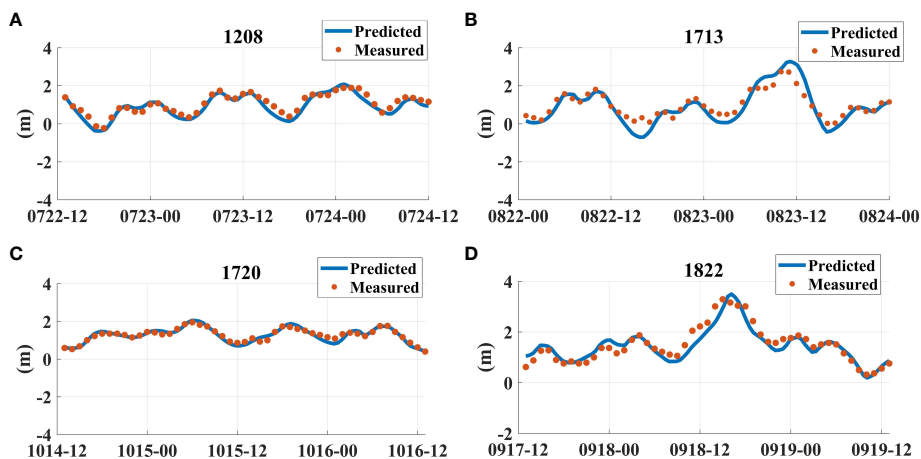 A
1208
Predicted
Measured
(m)
4
2
0
-2
-4
0722-12
0723-00
0723-12
0724-00
0724-12
B
1713
Predicted
Measured
(m)
4
2
0
-2
-4
0822-00
0822-12
0823-00
0823-12
0824-00
C
1720
Predicted
Measured
(m)
4
2
0
-2
-4
1014-12
1015-00
1015-12
1016-00
1016-12
D
1822
Predicted
Measured
(m)
4
2
0
-2
0917-12
0918-00
0918-12
0919-00
0919-12